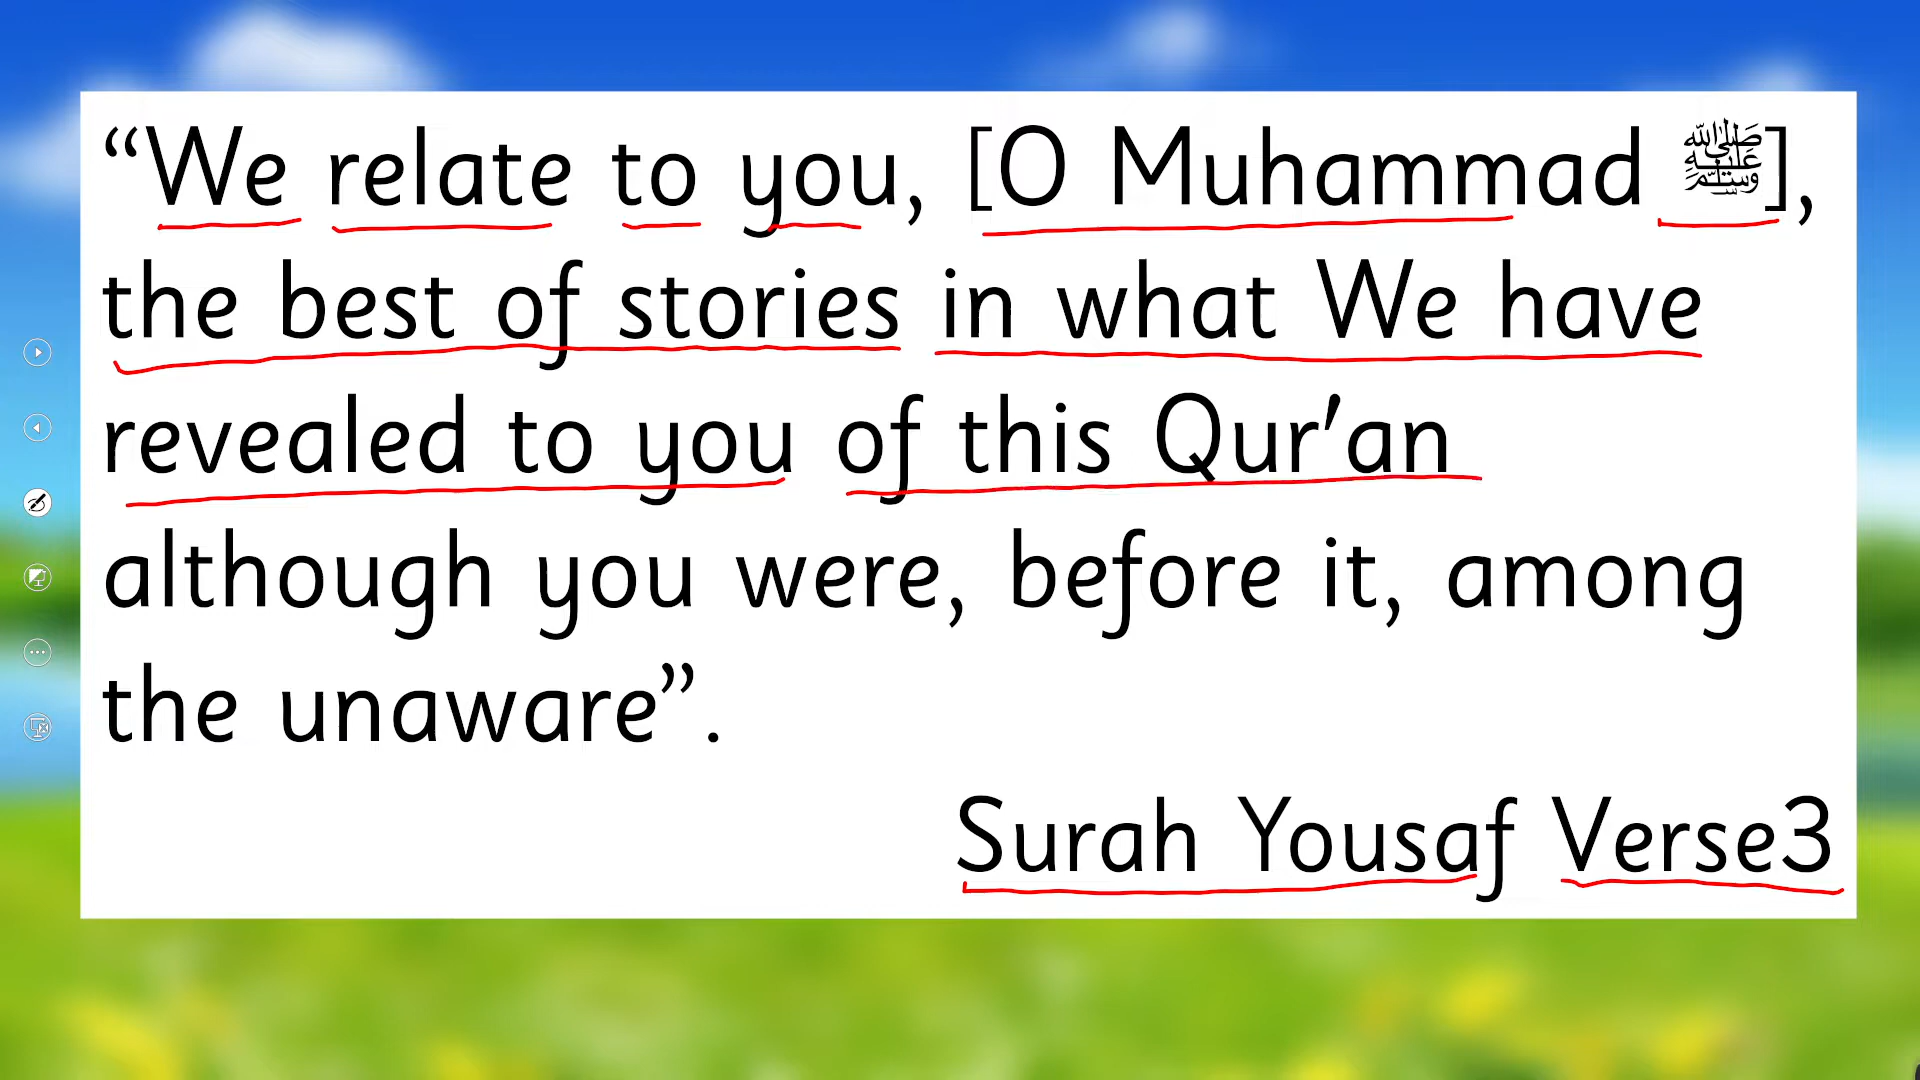 “We relate to you, [O Muhammad ﷺ],
the best of stories in what We have
revealed to you of this Qur'an
although you were, before it, among
the unaware”.
Surah Yousaf Verse3